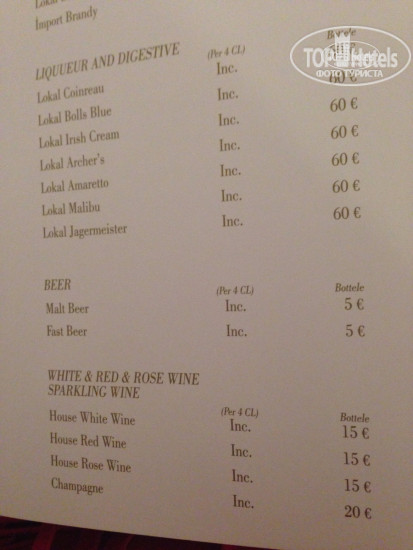 Lokal
Import Brandy
Bottele
LIQUEUR AND DIGESTIVE (Per 4 CL)
Lokal Coinreau Inc. 60 €
Lokal Bolls Blue Inc. 60 €
Lokal Irish Cream Inc. 60 €
Lokal Archer's Inc. 60 €
Lokal Amaretto Inc. 60 €
Lokal Malibu Inc. 60 €
Lokal Jagermeister Inc.
BEER (Per 4 CL) Bottele
Malt Beer Inc. 5 €
Fast Beer Inc. 5 €
WHITE & RED & ROSE WINE
SPARKLING WINE (Per 4 CL) Bottele
House White Wine Inc. 15 €
House Red Wine Inc. 15 €
House Rose Wine Inc. 15 €
Champagne Inc. 20 €
TOP Hotels
ФОТО ТУРИСТА